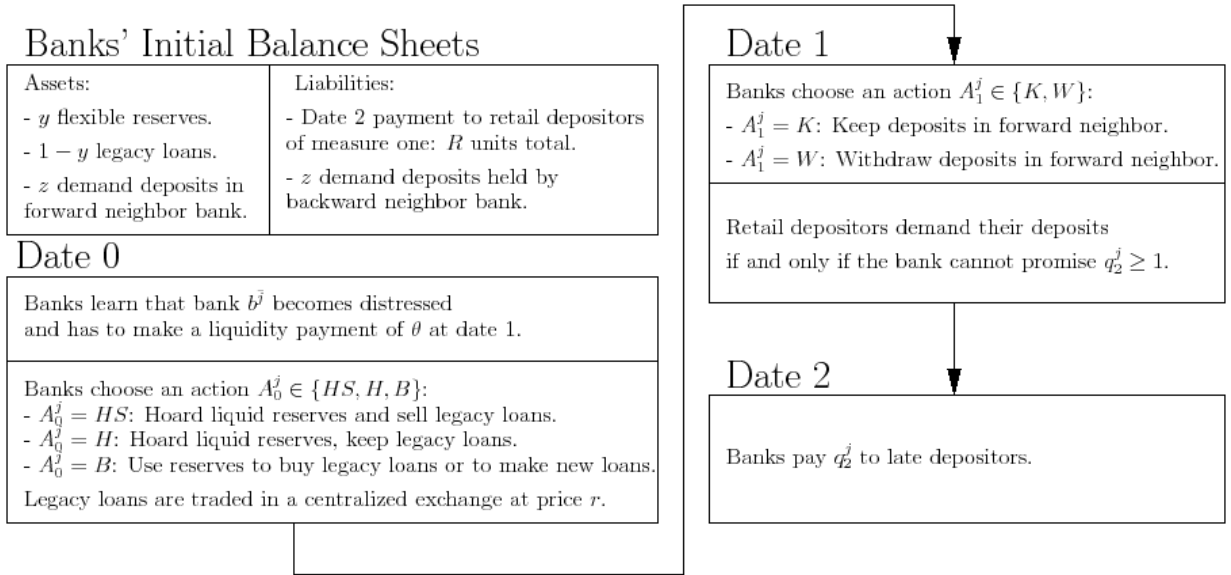 Banks' Initial Balance Sheets
Assets:
- y flexible reserves.
- 1 − y legacy loans.
- z demand deposits in
forward neighbor bank.
Liabilities:
- Date 2 payment to retail depositors
of measure one: R units total.
- z demand deposits held by
backward neighbor bank.
Date 0
Banks learn that bank b^j̄ becomes distressed
and has to make a liquidity payment of θ at date 1.
Banks choose an action A_0^j ∈ {HS, H, B}:
- A_0^j = HS: Hoard liquid reserves and sell legacy loans.
- A_0^j = H: Hoard liquid reserves, keep legacy loans.
- A_0^j = B: Use reserves to buy legacy loans or to make new loans.
Legacy loans are traded in a centralized exchange at price r.
Date 1
Banks choose an action A_1^j ∈ {K, W}:
- A_1^j = K: Keep deposits in forward neighbor.
- A_1^j = W: Withdraw deposits in forward neighbor.
Retail depositors demand their deposits
if and only if the bank cannot promise q_2^j ≥ 1.
Date 2
Banks pay q_2^j to late depositors.